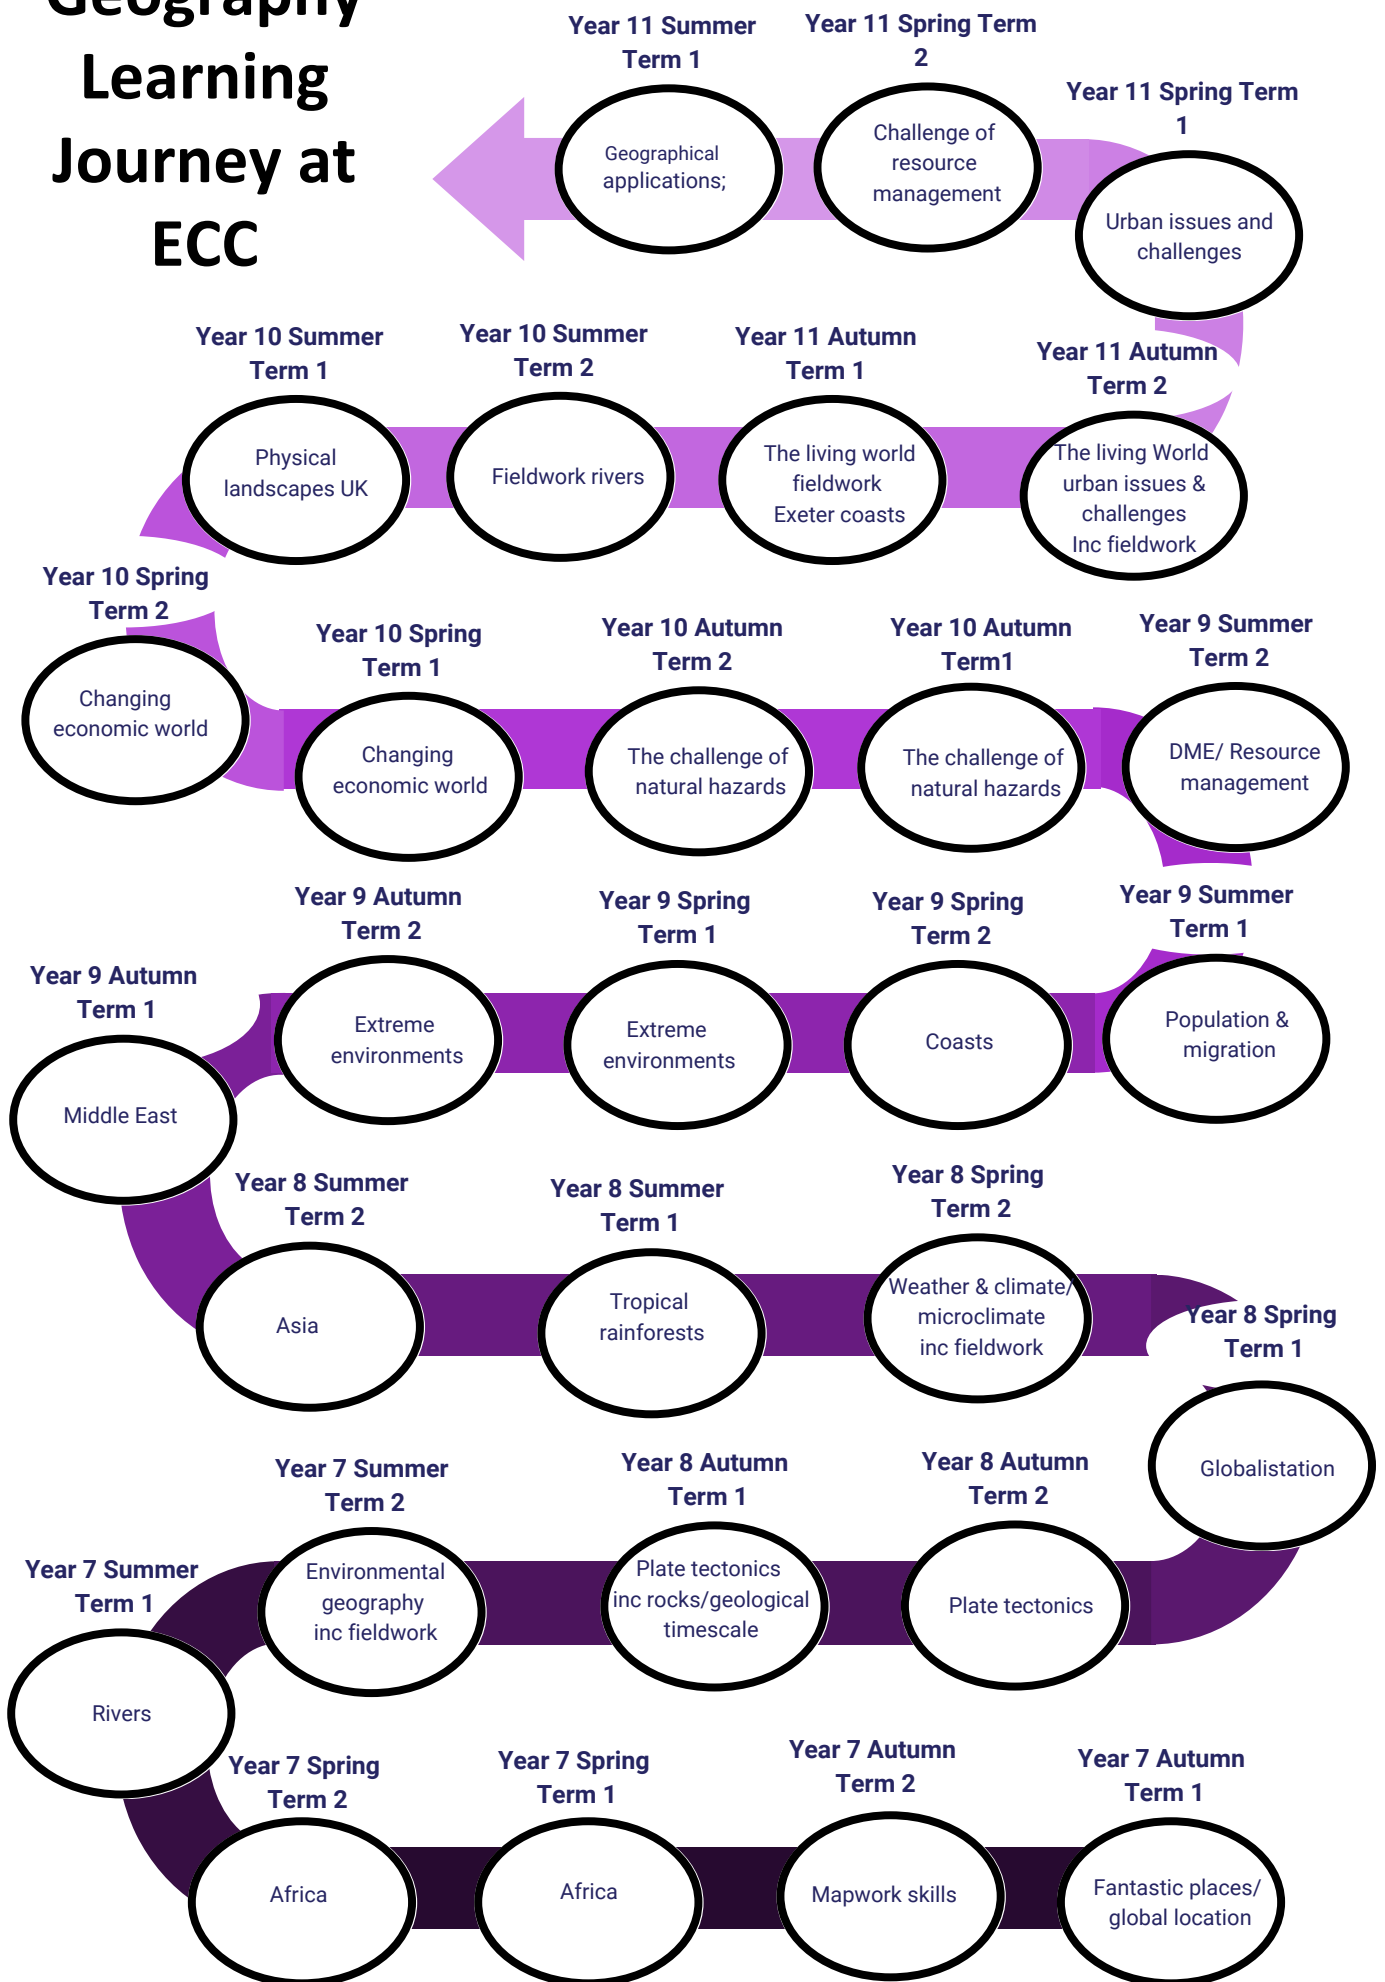 Geography
Learning
Journey at
ECC
Year 11 Summer
Term 1
Geographical
applications;
Year 11 Spring Term
2
Challenge of
resource
management
Year 11 Spring Term
1
Urban issues and
challenges
Year 10 Summer
Term 1
Physical
landscapes UK
Year 10 Summer
Term 2
Fieldwork rivers
Year 11 Autumn
Term 1
The living world
fieldwork
Exeter coasts
Year 11 Autumn
Term 2
The living World
urban issues &
challenges
Inc fieldwork
Year 10 Spring
Term 2
Changing
economic world
Year 10 Spring
Term 1
Changing
economic world
Year 10 Autumn
Term 2
The challenge of
natural hazards
Year 10 Autumn
Term1
The challenge of
natural hazards
Year 9 Summer
Term 2
DME/ Resource
management
Year 9 Autumn
Term 1
Middle East
Year 9 Autumn
Term 2
Extreme
environments
Year 9 Spring
Term 1
Extreme
environments
Year 9 Spring
Term 2
Coasts
Year 9 Summer
Term 1
Population &
migration
Year 8 Summer
Term 2
Asia
Year 8 Summer
Term 1
Tropical
rainforests
Year 8 Spring
Term 2
Weather & climate/
microclimate
inc fieldwork
Year 8 Spring
Term 1
Globalistation
Year 7 Summer
Term 1
Rivers
Year 7 Summer
Term 2
Environmental
geography
inc fieldwork
Year 8 Autumn
Term 1
Plate tectonics
inc rocks/geological
timescale
Year 8 Autumn
Term 2
Plate tectonics
Year 7 Spring
Term 2
Africa
Year 7 Spring
Term 1
Africa
Year 7 Autumn
Term 2
Mapwork skills
Year 7 Autumn
Term 1
Fantastic places/
global location